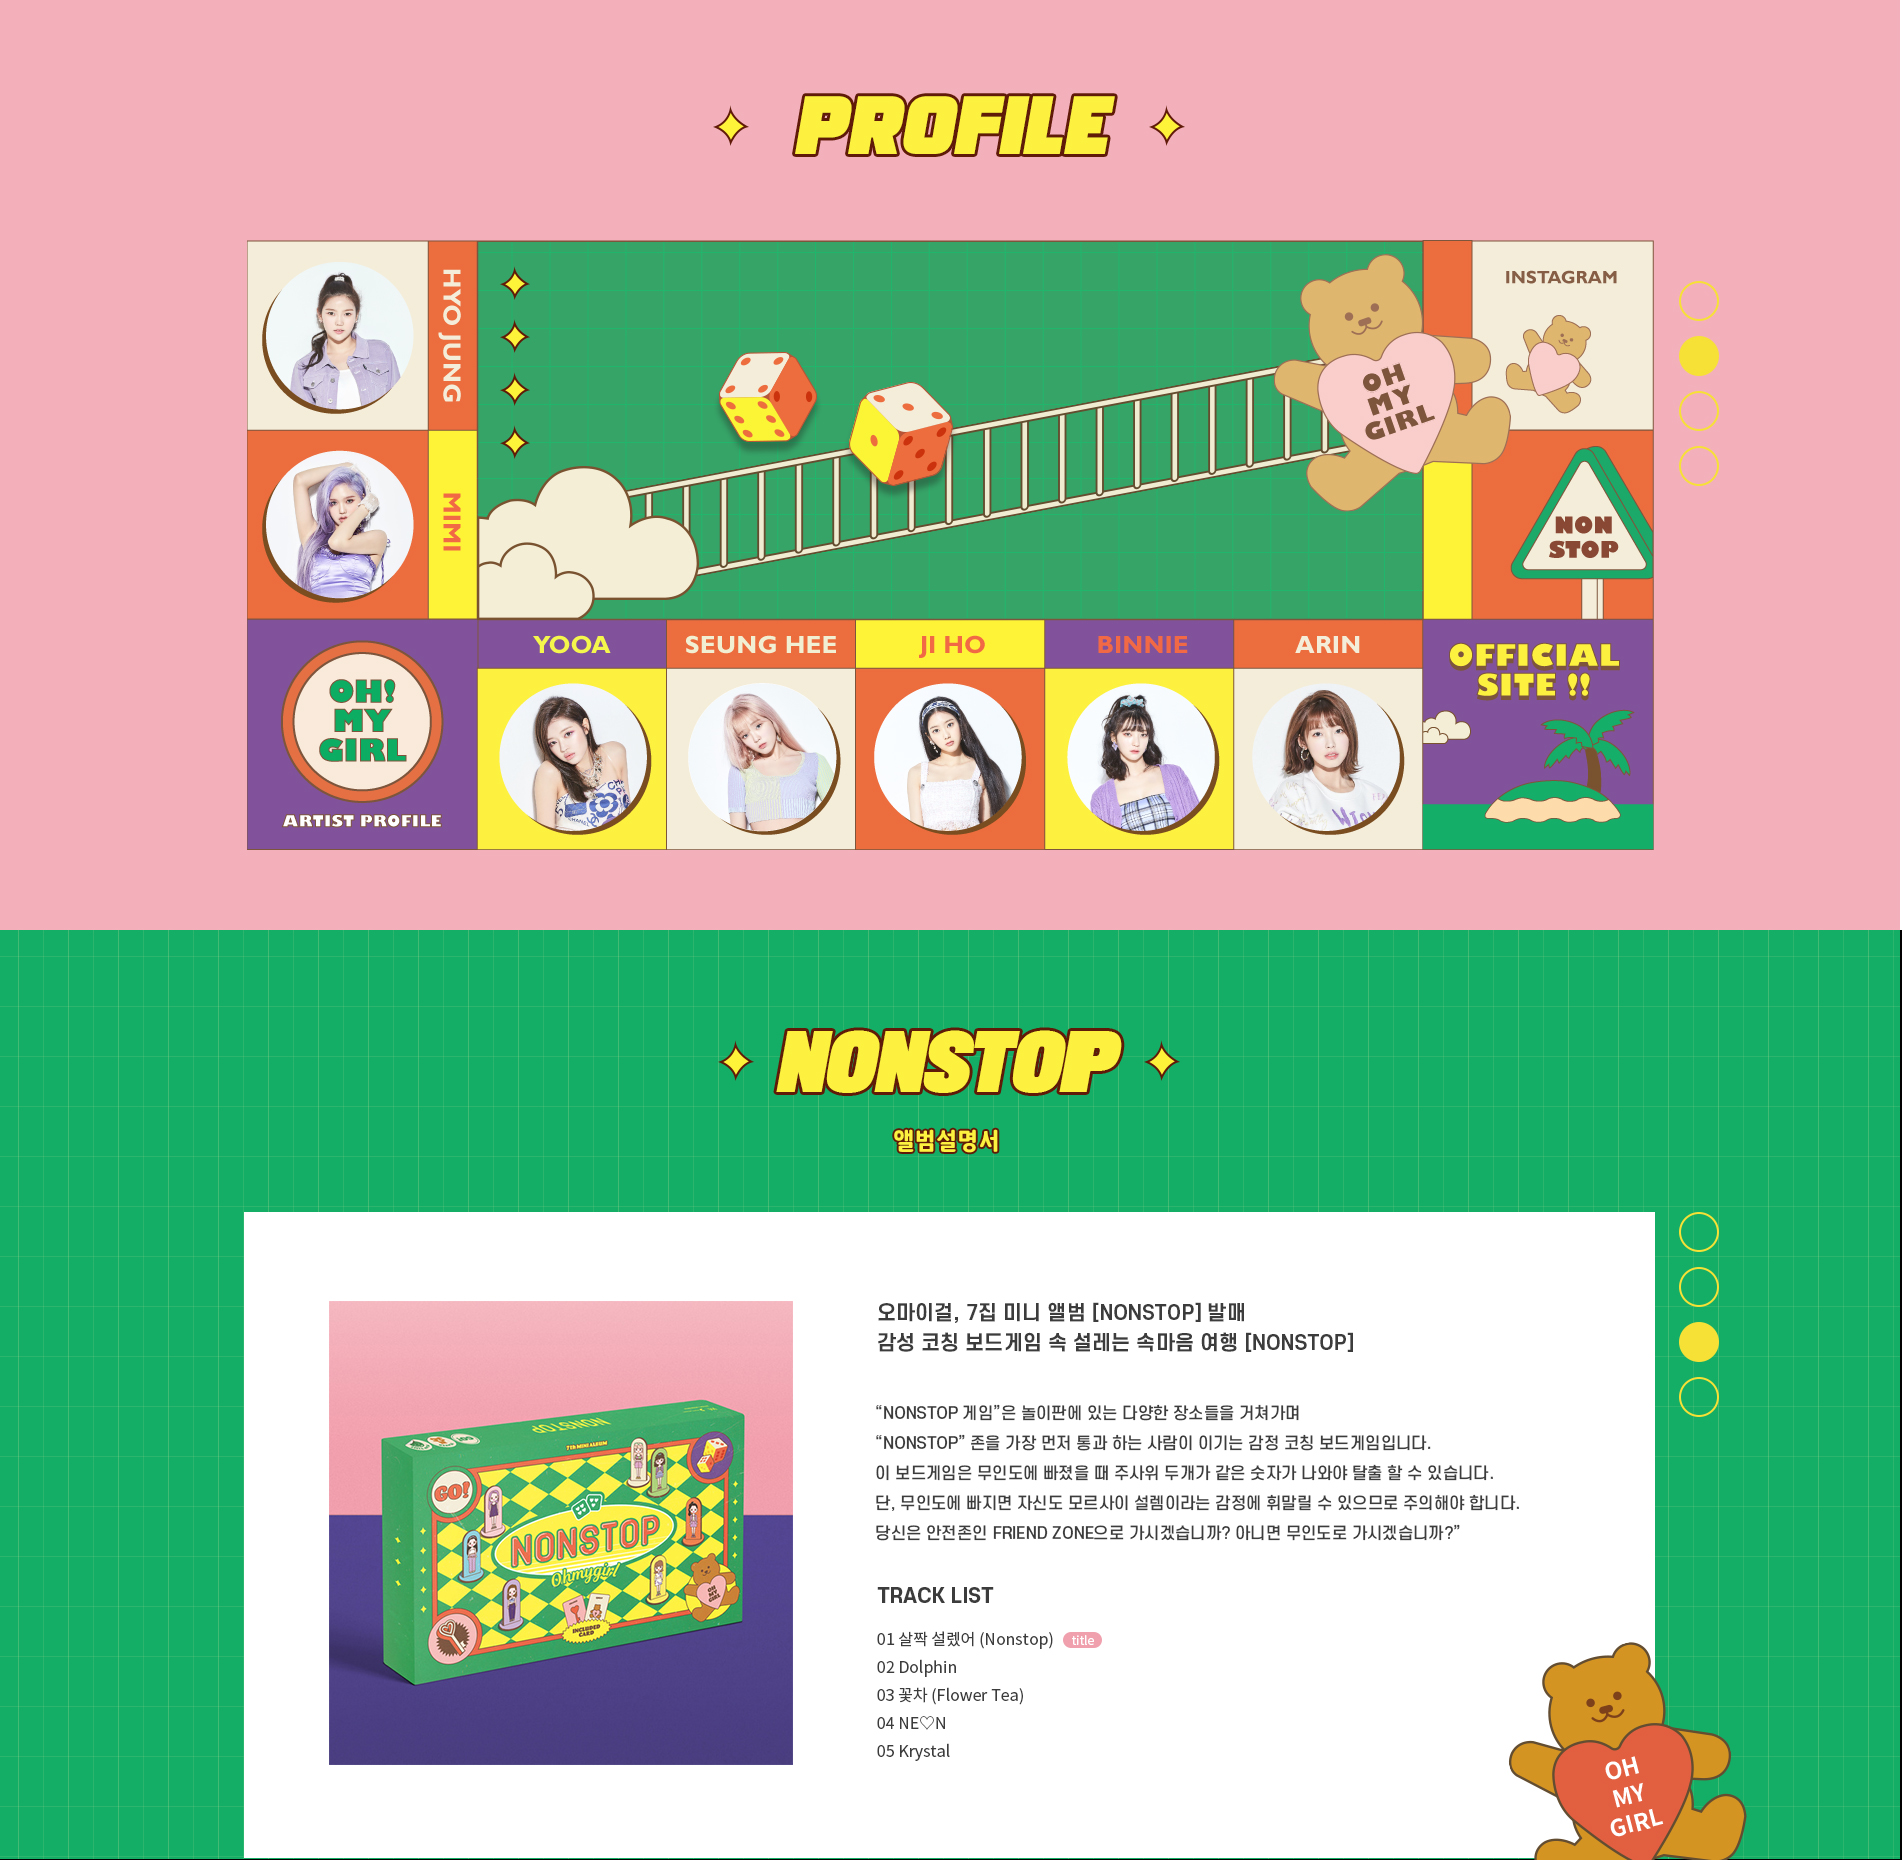 PROFILE
HYO JUNG
MIMI
OH
MY
GIRL
INSTAGRAM
NON
STOP
OH!
MY
GIRL
ARTIST PROFILE
YOOA
SEUNG HEE
JI HO
BINNIE
ARIN
OFFICIAL
SITE !!
NONSTOP
앨범설명서
NONSTOP
7TH MINI ALBUM
GO!
NONSTOP
Ohmygirl
OH
MY
GIRL
INCLUDED
CARD
오마이걸, 7집 미니 앨범 [NONSTOP] 발매
감성 코칭 보드게임 속 설레는 속마음 여행 [NONSTOP]
“NONSTOP 게임”은 놀이판에 있는 다양한 장소들을 거쳐가며
“NONSTOP” 존을 가장 먼저 통과 하는 사람이 이기는 감정 코칭 보드게임입니다.
이 보드게임은 무인도에 빠졌을 때 주사위 두개가 같은 숫자가 나와야 탈출 할 수 있습니다.
단, 무인도에 빠지면 자신도 모르사이 설렘이라는 감정에 휘말릴 수 있으므로 주의해야 합니다.
당신은 안전존인 FRIEND ZONE으로 가시겠습니까? 아니면 무인도로 가시겠습니까?”
TRACK LIST
01 살짝 설렜어 (Nonstop) title
02 Dolphin
03 꽃차 (Flower Tea)
04 NE♡N
05 Krystal
OH
MY
GIRL